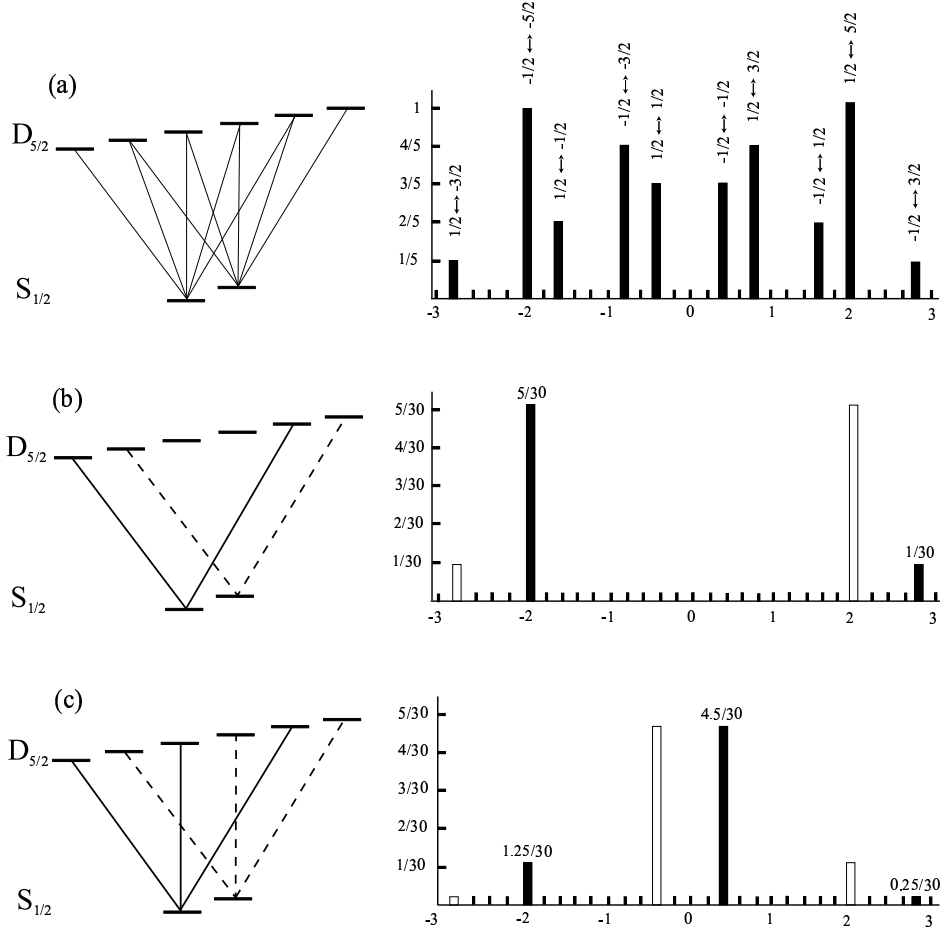 (a)
D5/2
S1/2
1
4/5
3/5
2/5
1/5
1/2 ↔ -3/2
-1/2 ↔ -5/2
1/2 ↔ -1/2
-1/2 ↔ -3/2
1/2 ↔ 1/2
-1/2 ↔ -1/2
1/2 ↔ 3/2
-1/2 ↔ 1/2
1/2 ↔ 5/2
-1/2 ↔ 3/2
-3 -2 -1 0 1 2 3
(b)
D5/2
S1/2
5/30
4/30
3/30
2/30
1/30
5/30
1/30
-3 -2 -1 0 1 2 3
(c)
D5/2
S1/2
5/30
4/30
3/30
2/30
1/30
1.25/30
4.5/30
0.25/30
-3 -2 -1 0 1 2 3